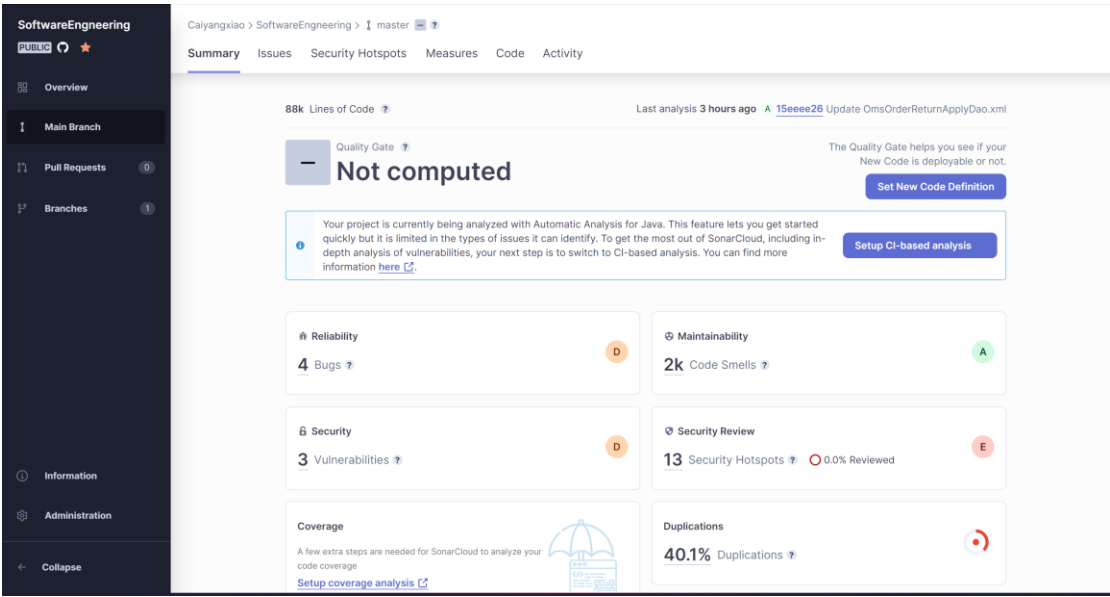 SoftwareEngneering
PUBLIC
Overview
Main Branch
Pull Requests 0
Branches 1
Information
Administration
Collapse
Caiyangxiao > SoftwareEngneering > master – ?
Summary Issues Security Hotspots Measures Code Activity
88k Lines of Code ?
Last analysis 3 hours ago A 15eeee26 Update OmsOrderReturnApplyDao.xml
Quality Gate ?
Not computed
The Quality Gate helps you see if your
New Code is deployable or not.
Set New Code Definition
Your project is currently being analyzed with Automatic Analysis for Java. This feature lets you get started
quickly but it is limited in the types of issues it can identify. To get the most out of SonarCloud, including in-
depth analysis of vulnerabilities, your next step is to switch to CI-based analysis. You can find more
information here.
Setup CI-based analysis
Reliability
4 Bugs ?
D
Maintainability
2k Code Smells ?
A
Security
3 Vulnerabilities ?
D
Security Review
13 Security Hotspots ? 0.0% Reviewed
E
Coverage
A few extra steps are needed for SonarCloud to analyze your
code coverage
Setup coverage analysis
Duplications
40.1% Duplications ?